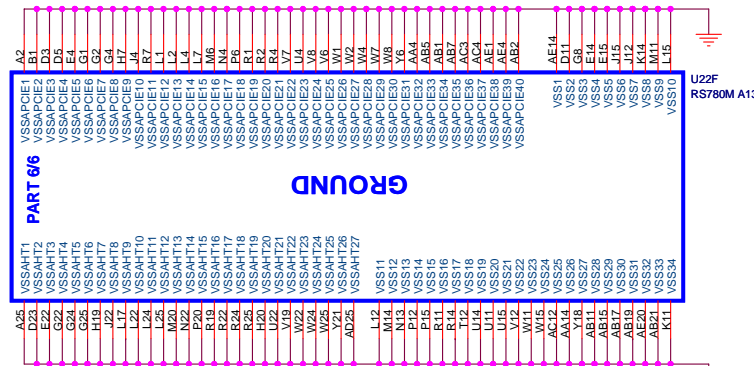 A2
B1
D3
D5
E4
G1
G2
G4
H7
J4
R7
L1
L2
L4
L7
M6
N4
P6
R1
R2
R4
V7
U4
V8
V6
W1
W2
W4
W7
W8
Y6
AA4
AB5
AB1
AB7
AC3
AC4
AE1
AE4
AB2
AE14
D11
G8
E14
E15
J15
J12
K14
M11
L15
U22F
RS780M A13
VSSAPCIE1
VSSAPCIE2
VSSAPCIE3
VSSAPCIE4
VSSAPCIE5
VSSAPCIE6
VSSAPCIE7
VSSAPCIE8
VSSAPCIE9
VSSAPCIE10
VSSAPCIE11
VSSAPCIE12
VSSAPCIE13
VSSAPCIE14
VSSAPCIE15
VSSAPCIE16
VSSAPCIE17
VSSAPCIE18
VSSAPCIE19
VSSAPCIE20
VSSAPCIE21
VSSAPCIE22
VSSAPCIE23
VSSAPCIE24
VSSAPCIE25
VSSAPCIE26
VSSAPCIE27
VSSAPCIE28
VSSAPCIE29
VSSAPCIE30
VSSAPCIE31
VSSAPCIE32
VSSAPCIE33
VSSAPCIE34
VSSAPCIE35
VSSAPCIE36
VSSAPCIE37
VSSAPCIE38
VSSAPCIE39
VSSAPCIE40
VSS1
VSS2
VSS3
VSS4
VSS5
VSS6
VSS7
VSS8
VSS9
VSS10
PART 6/6
GROUND
VSSAHT1
VSSAHT2
VSSAHT3
VSSAHT4
VSSAHT5
VSSAHT6
VSSAHT7
VSSAHT8
VSSAHT9
VSSAHT10
VSSAHT11
VSSAHT12
VSSAHT13
VSSAHT14
VSSAHT15
VSSAHT16
VSSAHT17
VSSAHT18
VSSAHT19
VSSAHT20
VSSAHT21
VSSAHT22
VSSAHT23
VSSAHT24
VSSAHT25
VSSAHT26
VSSAHT27
VSS11
VSS12
VSS13
VSS14
VSS15
VSS16
VSS17
VSS18
VSS19
VSS20
VSS21
VSS22
VSS23
VSS24
VSS25
VSS26
VSS27
VSS28
VSS29
VSS30
VSS31
VSS32
VSS33
VSS34
A25
D23
E22
G22
G24
G25
H19
J22
L17
L22
L24
L25
M20
N22
P20
R19
R22
R24
R25
H20
U22
V19
W22
W24
W25
Y21
AD25
L12
M14
N13
P12
P15
R11
R14
T12
U14
U11
U15
V12
W11
W15
AC12
AA14
Y18
AB11
AB15
AB17
AB19
AE20
AB21
K11